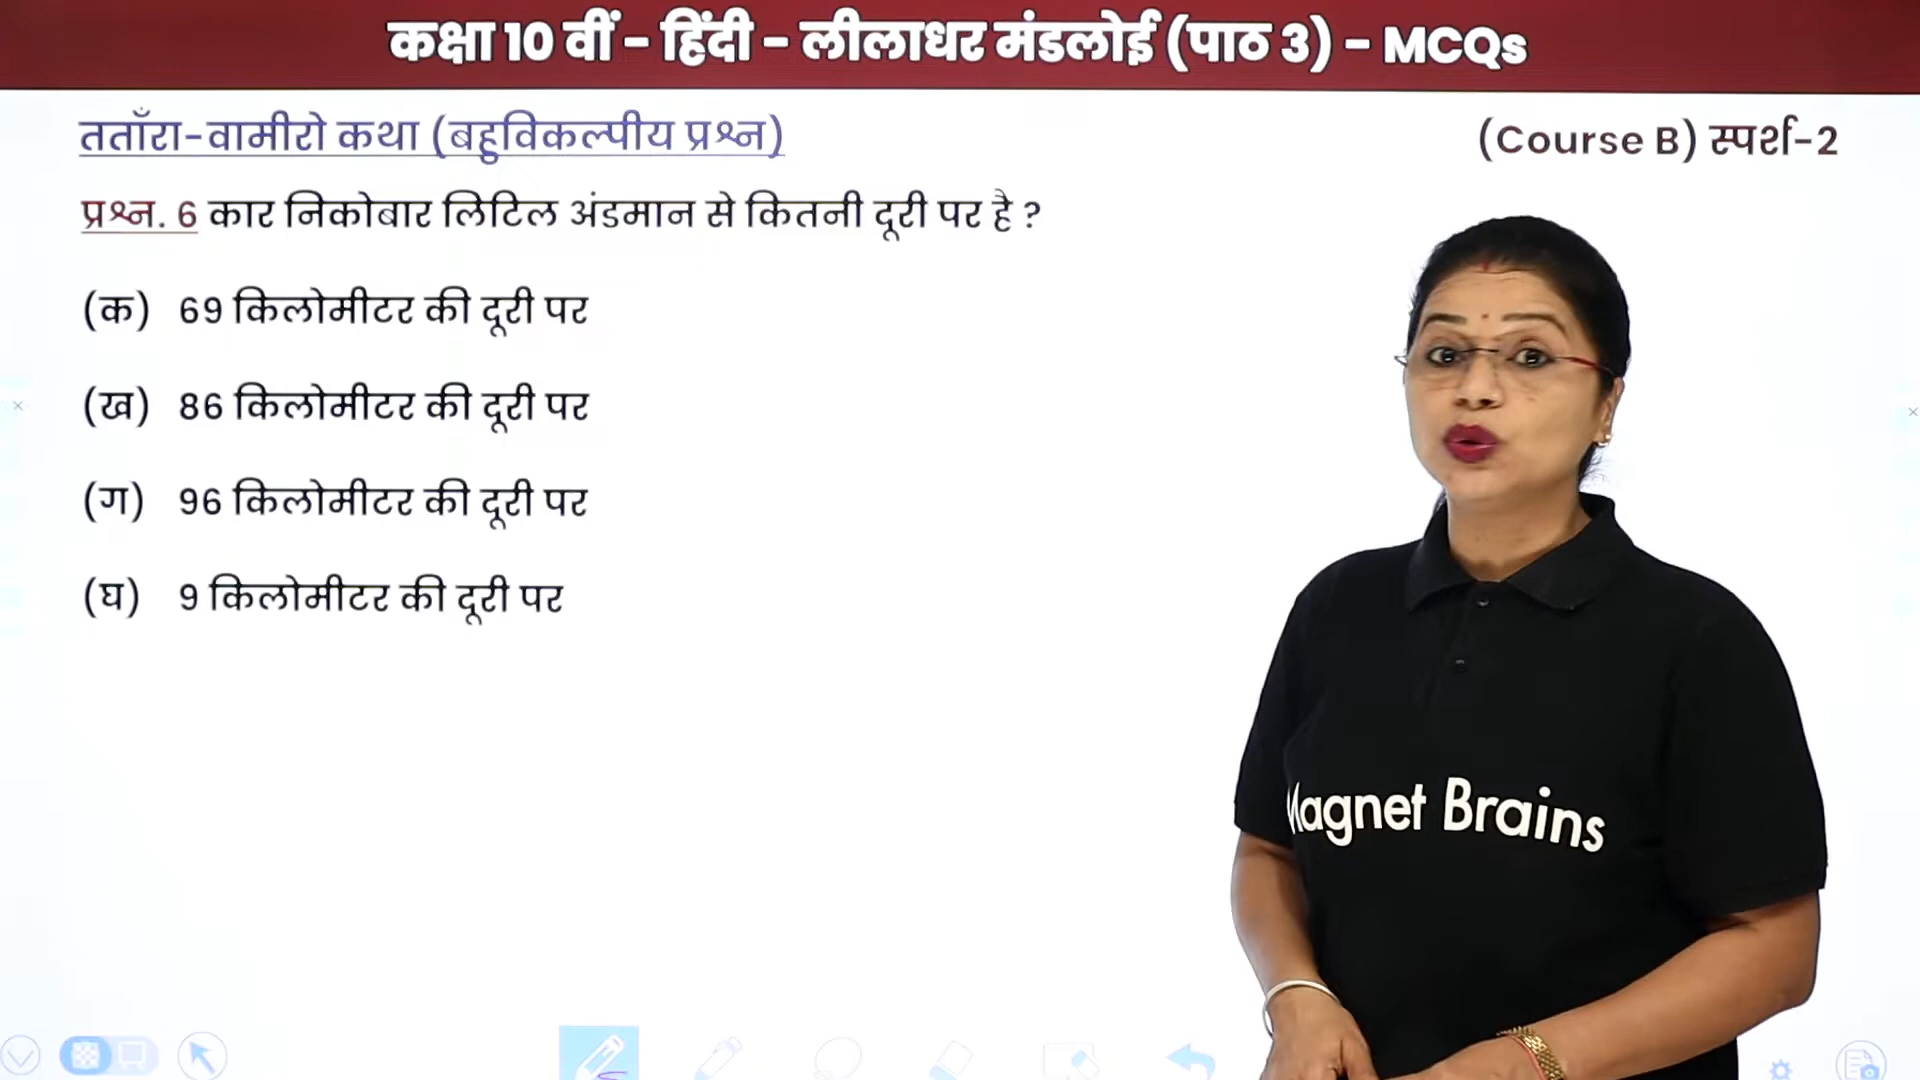 कक्षा 10 वीं - हिंदी - लीलाधर मंडलोई (पाठ 3) - MCQs
तताँरा-वामीरो कथा (बहुविकल्पीय प्रश्न)
(Course B) स्पर्श-2
प्रश्न. 6 कार निकोबार लिटिल अंडमान से कितनी दूरी पर है ?
(क) 69 किलोमीटर की दूरी पर
(ख) 86 किलोमीटर की दूरी पर
(ग) 96 किलोमीटर की दूरी पर
(घ) 9 किलोमीटर की दूरी पर
Magnet Brains